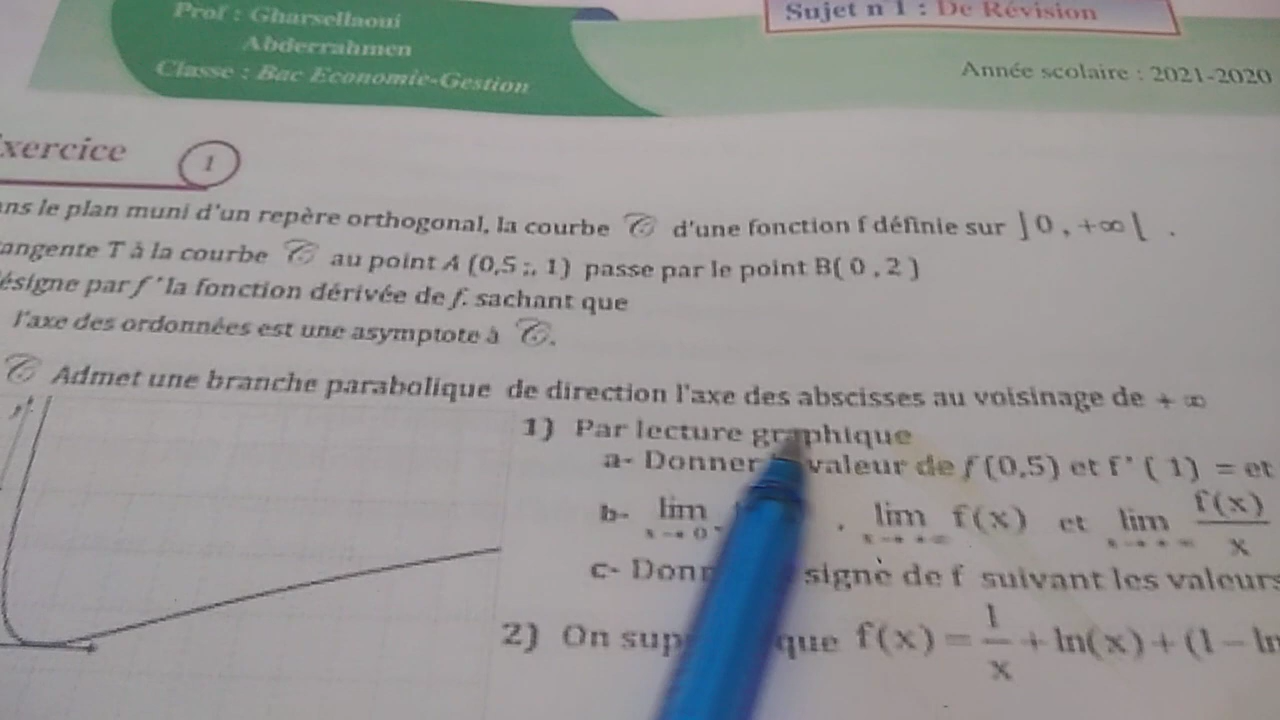 Prof : Gharsellaoui
Abderrahmen
Classe : Bac Economie-Gestion
Sujet n 1 : De Révision
Année scolaire : 2021-2020
xercice 1
ns le plan muni d'un repère orthogonal, la courbe 𝒞 d'une fonction f définie sur ]0 , +∞[ .
angente T à la courbe 𝒞 au point A (0,5 ;, 1) passe par le point B( 0 , 2 )
ésigne par f ' la fonction dérivée de f. sachant que
l'axe des ordonnées est une asymptote à 𝒞.
𝒞 Admet une branche parabolique de direction l'axe des abscisses au voisinage de + ∞
1) Par lecture graphique
a- Donner valeur de f (0,5) et f' ( 1) = et
b- lim x→0 , lim x→+∞ f(x) et lim x→+∞ f(x)/x
c- Donn signe de f suivant les valeurs
2) On sup que f(x) = 1/x + ln(x) + (1 – ln